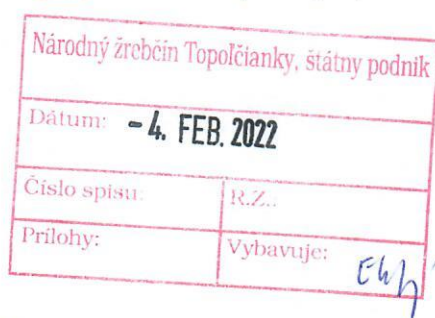 Národný žrebčín Topoľčianky, štátny podnik
Dátum: - 4. FEB. 2022
Číslo spisu: R.Z.:
Prílohy: Vybavuje: